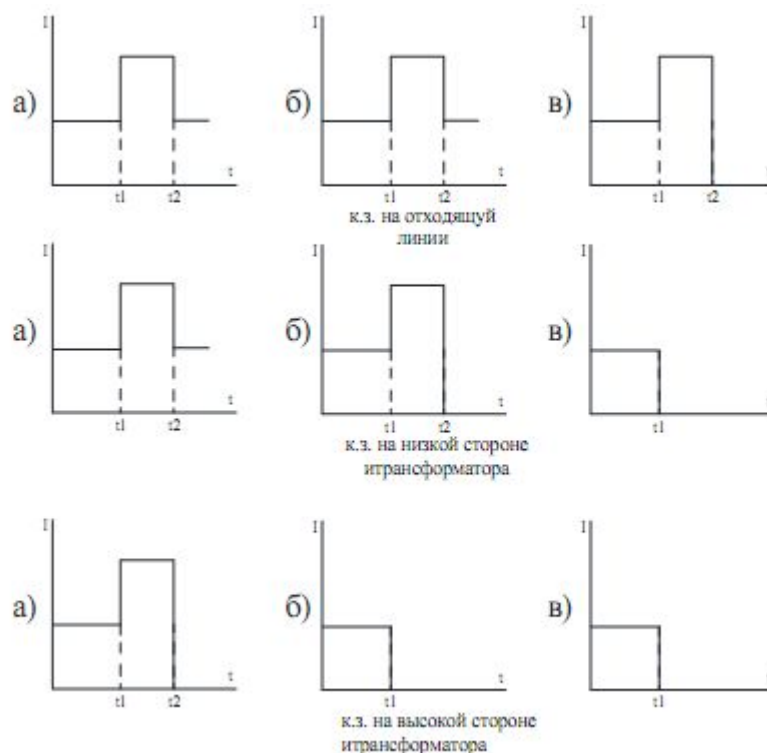 I I I
а) б) в)
t t
t1 t2 t1 t2 t1 t2
к.з. на отходящуй
линии
I I I
а) б) в)
t t
t1 t2 t1 t2 t1
к.з. на низкой стороне
итрансформатора
I I I
а) б) в)
t t
t1 t2 t1 t1
к.з. на высокой стороне
итрансформатора